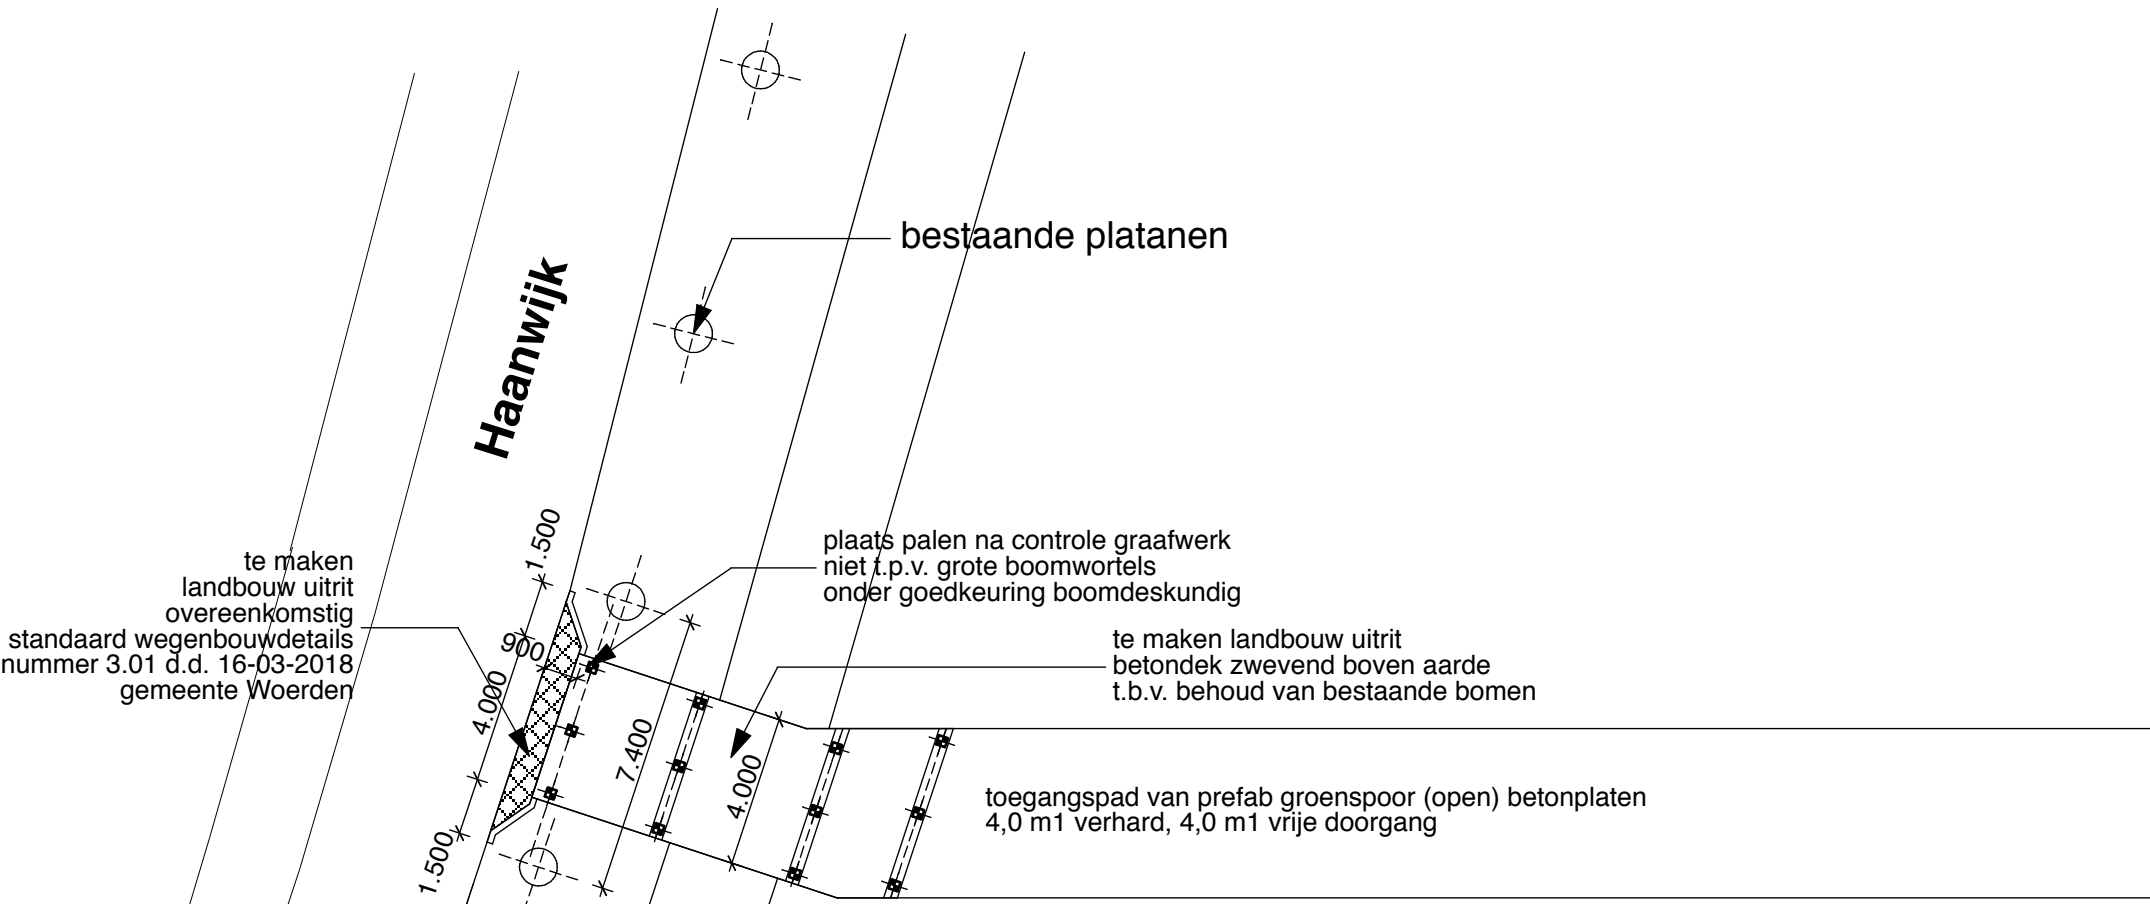 bestaande platanen
Haanwijk
1.500
plaats palen na controle graafwerk
niet t.p.v. grote boomwortels
onder goedkeuring boomdeskundig
te maken
landbouw uitrit
overeenkomstig
standaard wegenbouwdetails
nummer 3.01 d.d. 16-03-2018
gemeente Woerden
900
4.000
te maken landbouw uitrit
betondek zwevend boven aarde
t.b.v. behoud van bestaande bomen
7.400
4.000
toegangspad van prefab groenspoor (open) betonplaten
4,0 m1 verhard, 4,0 m1 vrije doorgang
1.500